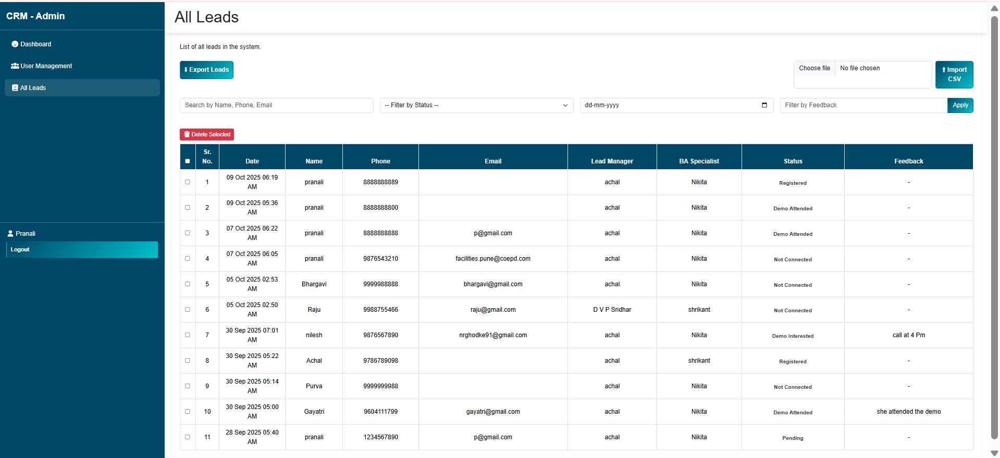 CRM - Admin
Dashboard
User Management
All Leads
Pranali
Logout
All Leads
List of all leads in the system.
Export Leads
Choose file No file chosen
Import
CSV
Search by Name, Phone, Email
-- Filter by Status --
dd-mm-yyyy
Filter by Feedback
Apply
Delete Selected
Sr. No. Date Name Phone Email Lead Manager BA Specialist Status Feedback
1 09 Oct 2025 06:19 AM pranali 8888888889 achal Nikita Registered -
2 09 Oct 2025 05:36 AM pranali 8888888800 achal Nikita Demo Attended -
3 07 Oct 2025 06:22 AM pranali 8888888888 p@gmail.com achal Nikita Demo Attended -
4 07 Oct 2025 06:05 AM pranali 9876543210 facilities.pune@coepd.com achal Nikita Not Connected -
5 05 Oct 2025 02:53 AM Bhargavi 9999988888 bhargavi@gmail.com achal Nikita Not Connected -
6 05 Oct 2025 02:50 AM Raju 9988755466 raju@gmail.com D V P Sridhar shrikant Not Connected -
7 30 Sep 2025 07:01 AM nilesh 9876567890 nrghodke91@gmail.com achal Nikita Demo Interested call at 4 Pm
8 30 Sep 2025 05:22 AM Achal 9786789098 achal shrikant Registered -
9 30 Sep 2025 05:14 AM Purva 9999999988 achal Nikita Not Connected -
10 30 Sep 2025 05:00 AM Gayatri 9604111799 gayatri@gmail.com achal Nikita Demo Attended she attended the demo
11 28 Sep 2025 05:40 AM pranali 1234567890 p@gmail.com achal Nikita Pending -